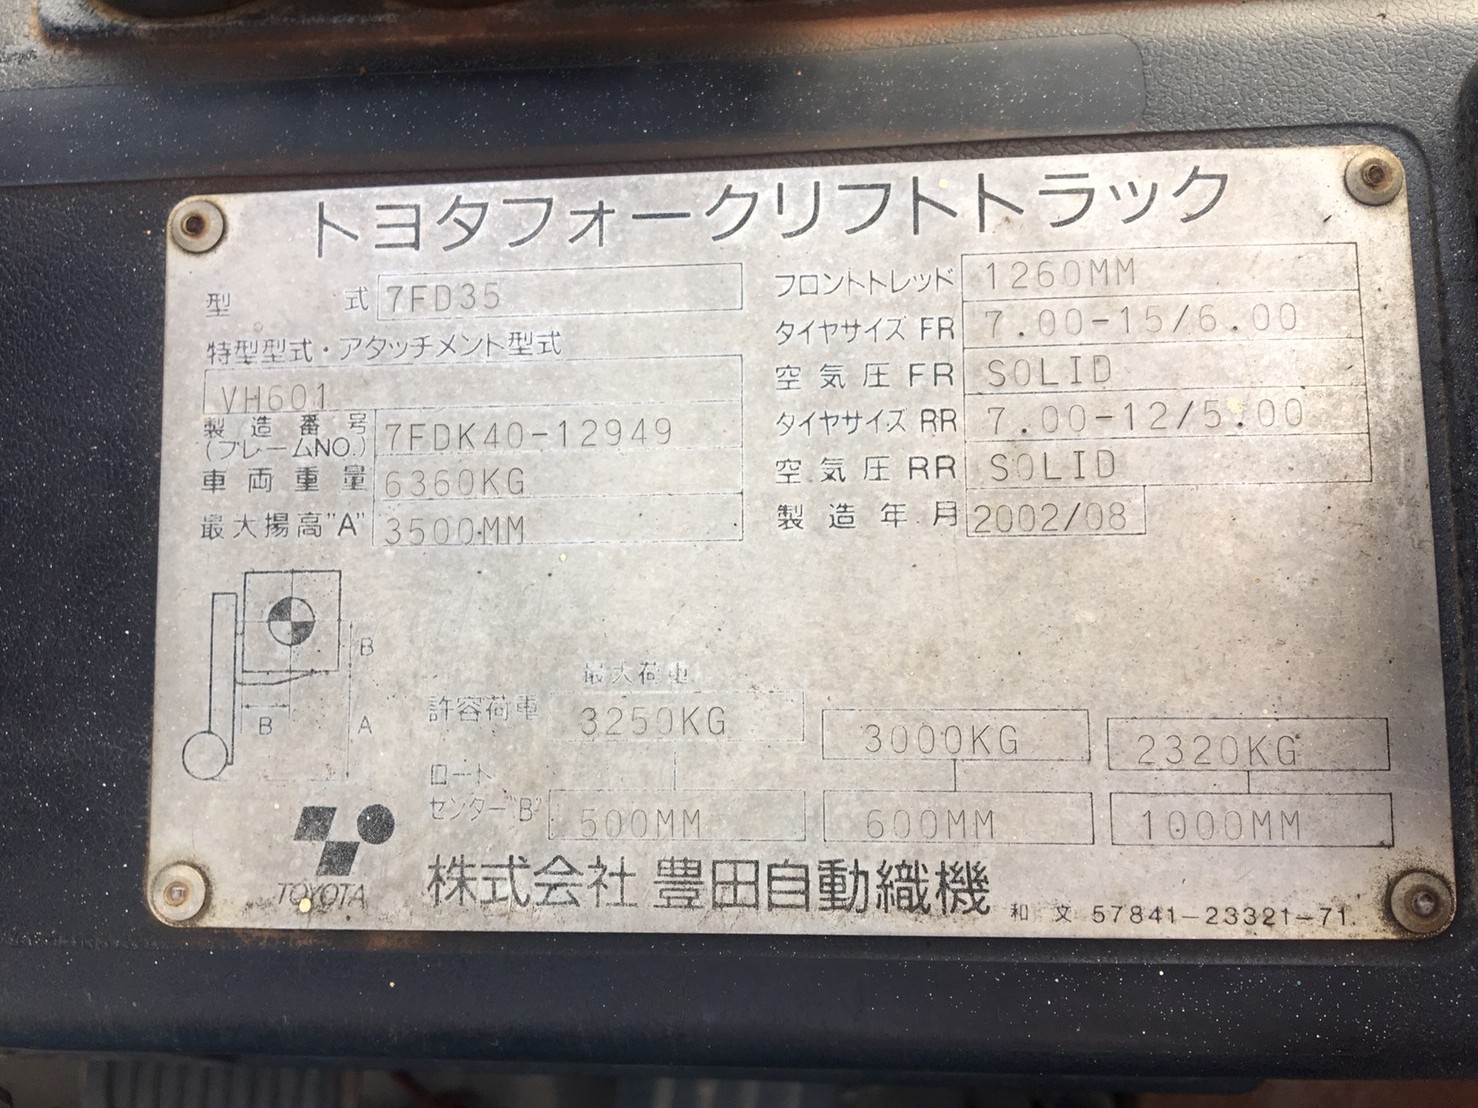 トヨタフォークリフトトラック
型式 7FD35
特型型式・アタッチメント型式
VH601
製造番号 (フレームNO.) 7FDK40-12949
車両重量 6360KG
最大揚高"A" 3500MM
フロントトレッド 1260MM
タイヤサイズ FR 7.00-15/6.00
空気圧 FR SOLID
タイヤサイズ RR 7.00-12/5.00
空気圧 RR SOLID
製造年月 2002/08
B
B
A
最大荷重
許容荷重 3250KG 3000KG 2320KG
ロード
センター"B" 500MM 600MM 1000MM
TOYOTA
株式会社 豊田自動織機
和文 57841-23321-71.